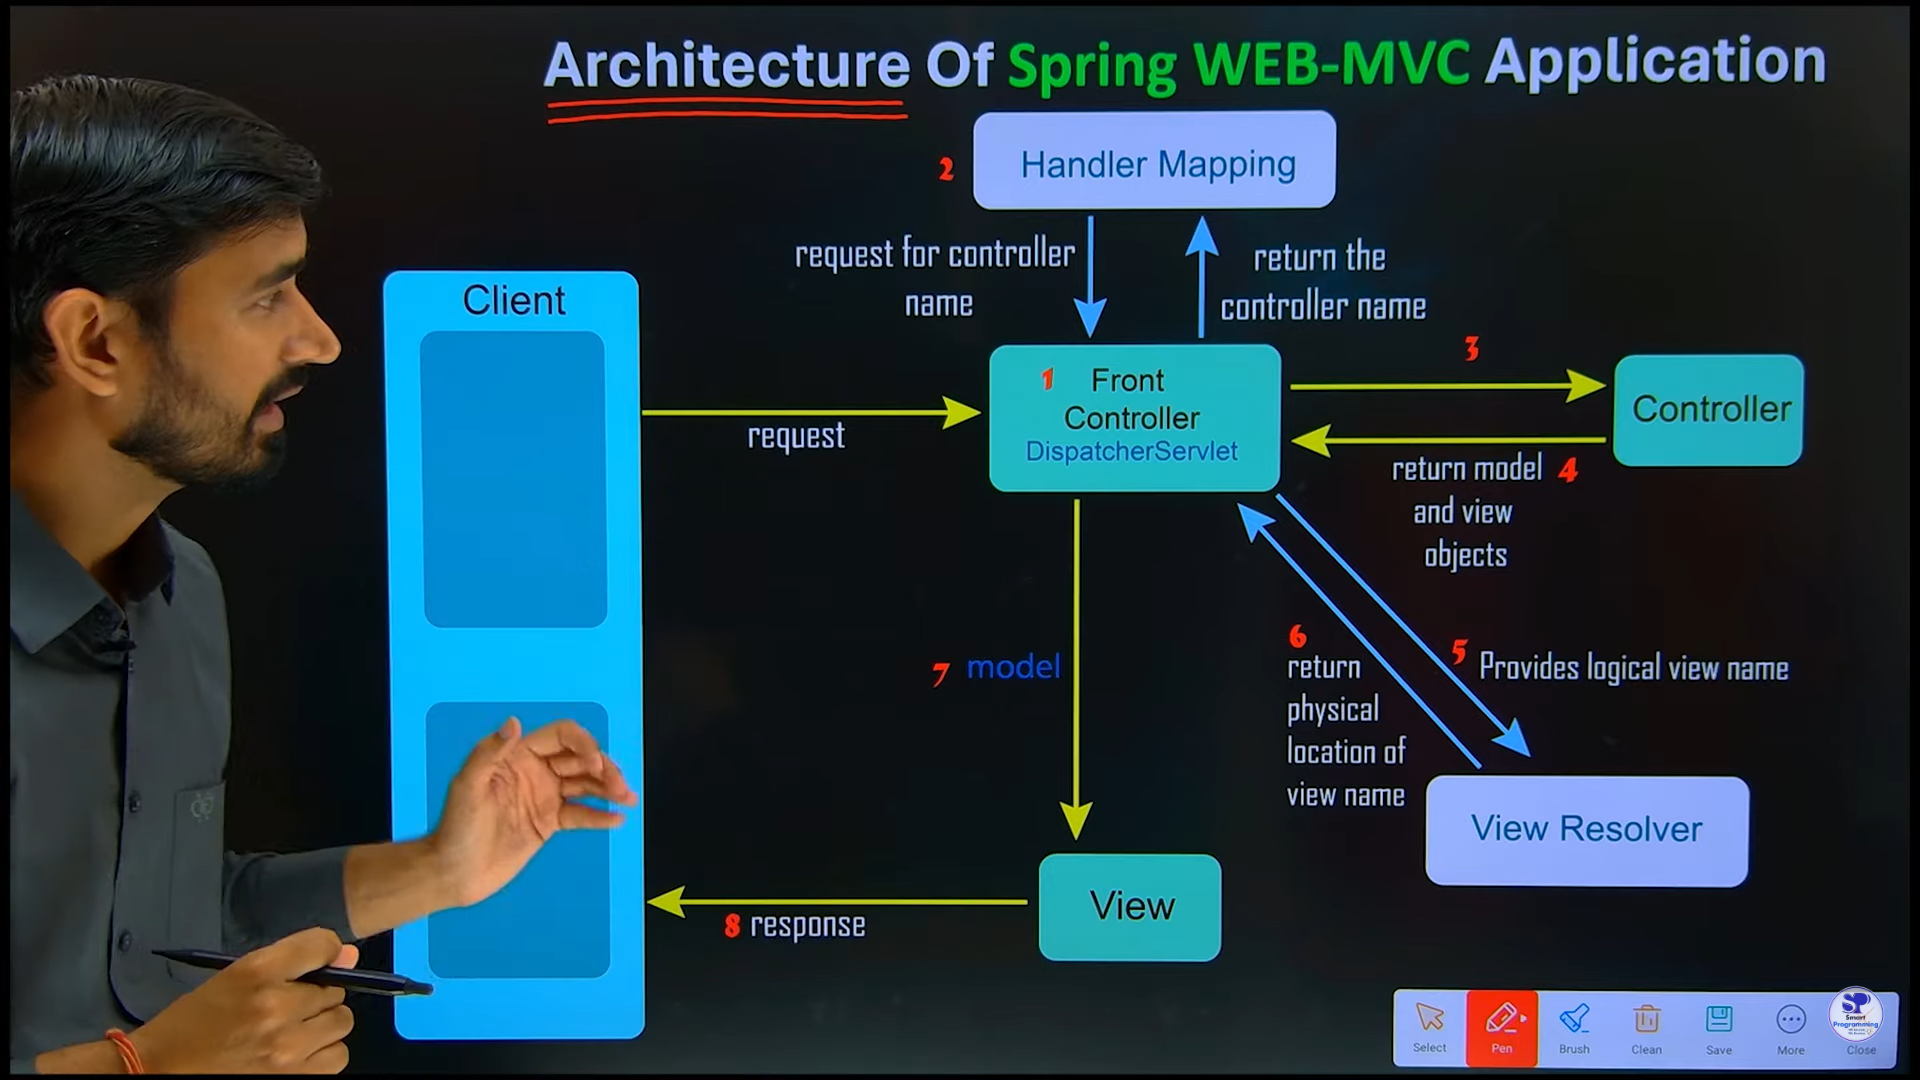 Architecture Of Spring WEB-MVC Application
2
Handler Mapping
request for controller
name
return the
controller name
Client
1 Front
Controller
DispatcherServlet
3
Controller
request
return model 4
and view
objects
7 model
6
return
physical
location of
view name
5 Provides logical view name
View Resolver
View
8 response
Select
Pen
Brush
Clean
Save
More
Close
SP
Smart
Programming